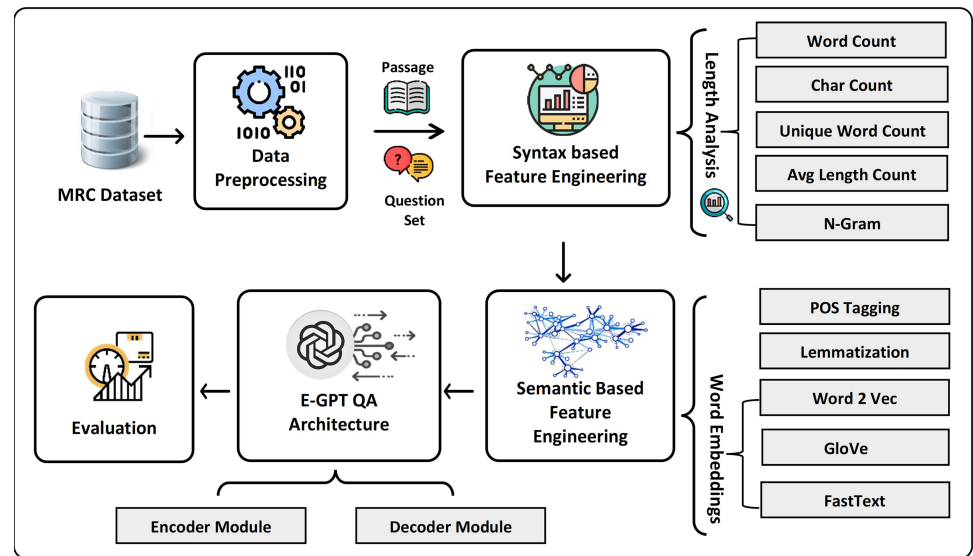 MRC Dataset
110
01
1010
Data
Preprocessing
Passage
?
Question
Set
Syntax based
Feature Engineering
Length Analysis
Word Count
Char Count
Unique Word Count
Avg Length Count
N-Gram
Evaluation
E-GPT QA
Architecture
Semantic Based
Feature
Engineering
Word Embeddings
POS Tagging
Lemmatization
Word 2 Vec
GloVe
FastText
Encoder Module
Decoder Module